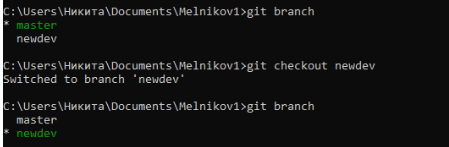 C:\Users\Никита\Documents\Melnikov1>git branch
* master
  newdev
C:\Users\Никита\Documents\Melnikov1>git checkout newdev
Switched to branch 'newdev'
C:\Users\Никита\Documents\Melnikov1>git branch
  master
* newdev